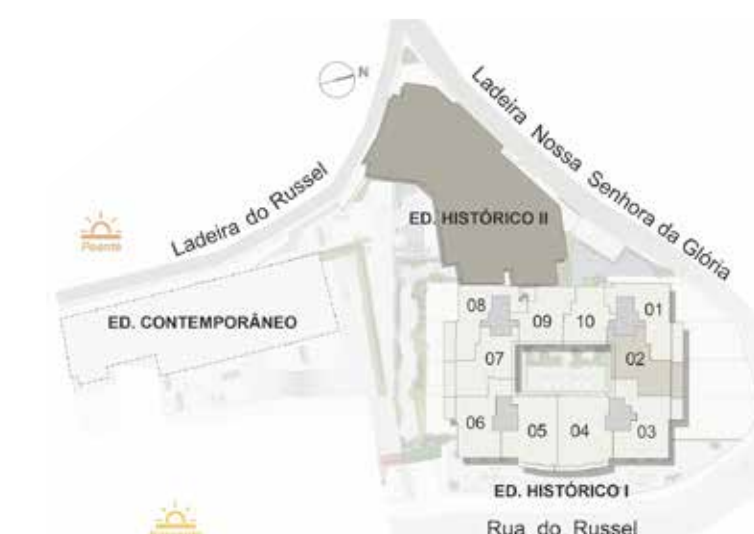 N
Ladeira Nossa Senhora da Glória
Ladeira do Russel
Poente
ED. HISTÓRICO II
ED. CONTEMPORÂNEO
08
09
10
01
07
02
06
05
04
03
ED. HISTÓRICO I
Rua do Russel